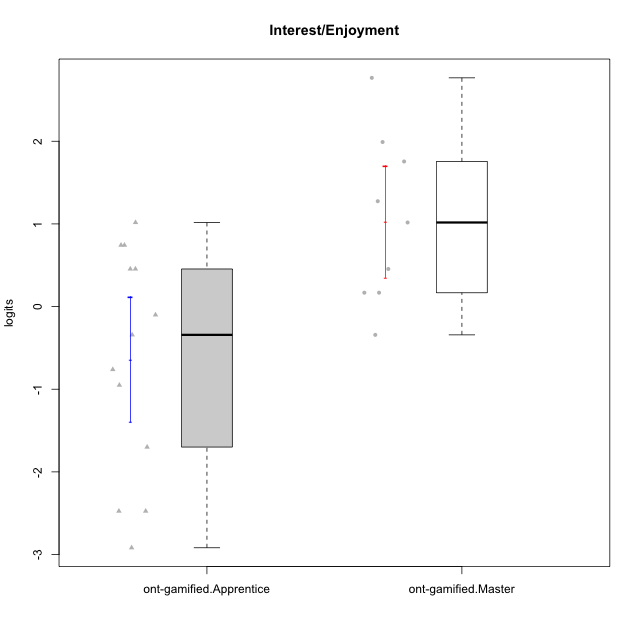 Interest/Enjoyment
logits
2
1
0
-1
-2
-3
ont-gamified.Apprentice
ont-gamified.Master